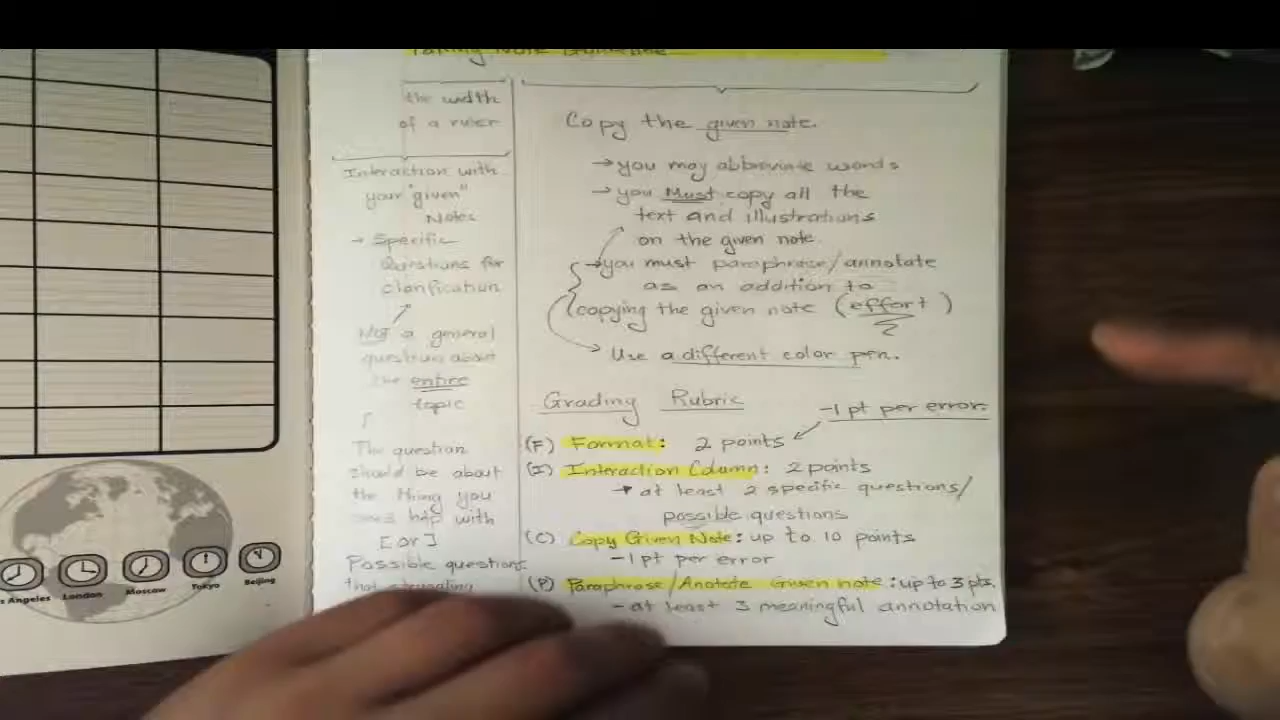 Taking Note Guideline
the width
of a ruler
Interaction with
your "given"
Notes
→ Specific
Questions for
clarification
NOT a general
question about
the entire
topic
The question
should be about
the thing you
need help with
[or]
Possible questions
that struggling
Copy the given note.
→ you may abbreviate words
→ you Must copy all the
text and illustrations
on the given note.
→ you must paraphrase/annotate
as an addition to
copying the given note (effort)
Use a different color pen.
Grading Rubric
-1 pt per error.
(F) Format: 2 points
(I) Interaction Column: 2 points
→ at least 2 specific questions/
possible questions
(C) Copy Given Note: up to 10 points
-1 pt per error
(P) Paraphrase/Anotate Given note: up to 3 pts.
- at least 3 meaningful annotation
s Angeles
London
Moscow
Tokyo
Beijing